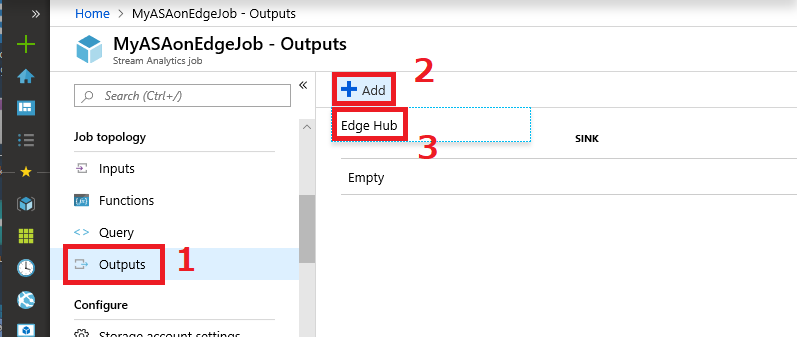 Home > MyASAonEdgeJob - Outputs
MyASAonEdgeJob - Outputs
Stream Analytics job
Search (Ctrl+/)
Job topology
Inputs
Functions
Query
Outputs
1
Configure
Storage account settings
Add
2
Edge Hub
3
SINK
Empty